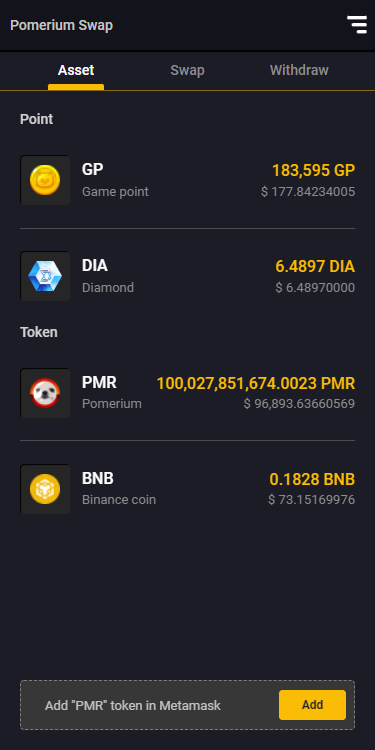 Pomerium Swap
Asset Swap Withdraw
Point
GP 183,595 GP
Game point $ 177.84234005
DIA 6.4897 DIA
Diamond $ 6.48970000
Token
PMR 100,027,851,674.0023 PMR
Pomerium $ 96,893.63660569
BNB 0.1828 BNB
Binance coin $ 73.15169976
Add "PMR" token in Metamask Add